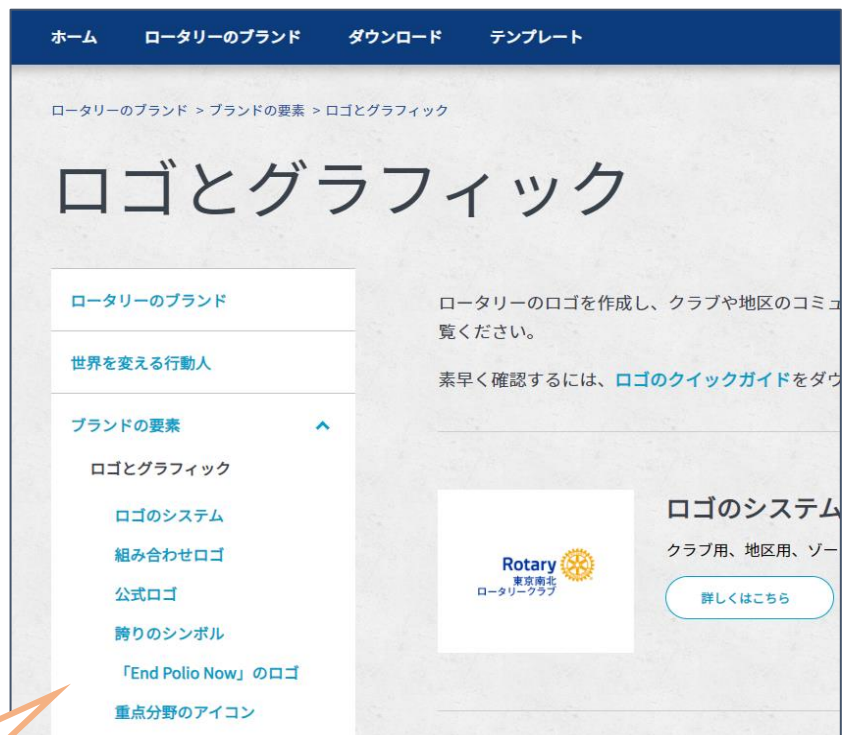 ホーム ロータリーのブランド ダウンロード テンプレート
ロータリーのブランド > ブランドの要素 > ロゴとグラフィック
ロゴとグラフィック
ロータリーのブランド
世界を変える行動人
ブランドの要素
ロゴとグラフィック
ロゴのシステム
組み合わせロゴ
公式ロゴ
誇りのシンボル
「End Polio Now」のロゴ
重点分野のアイコン
ロータリーのロゴを作成し、クラブや地区のコミュ
覧ください。
素早く確認するには、ロゴのクイックガイドをダウ
Rotary
東京南北
ロータリークラブ
ロゴのシステム
クラブ用、地区用、ゾー
詳しくはこちら